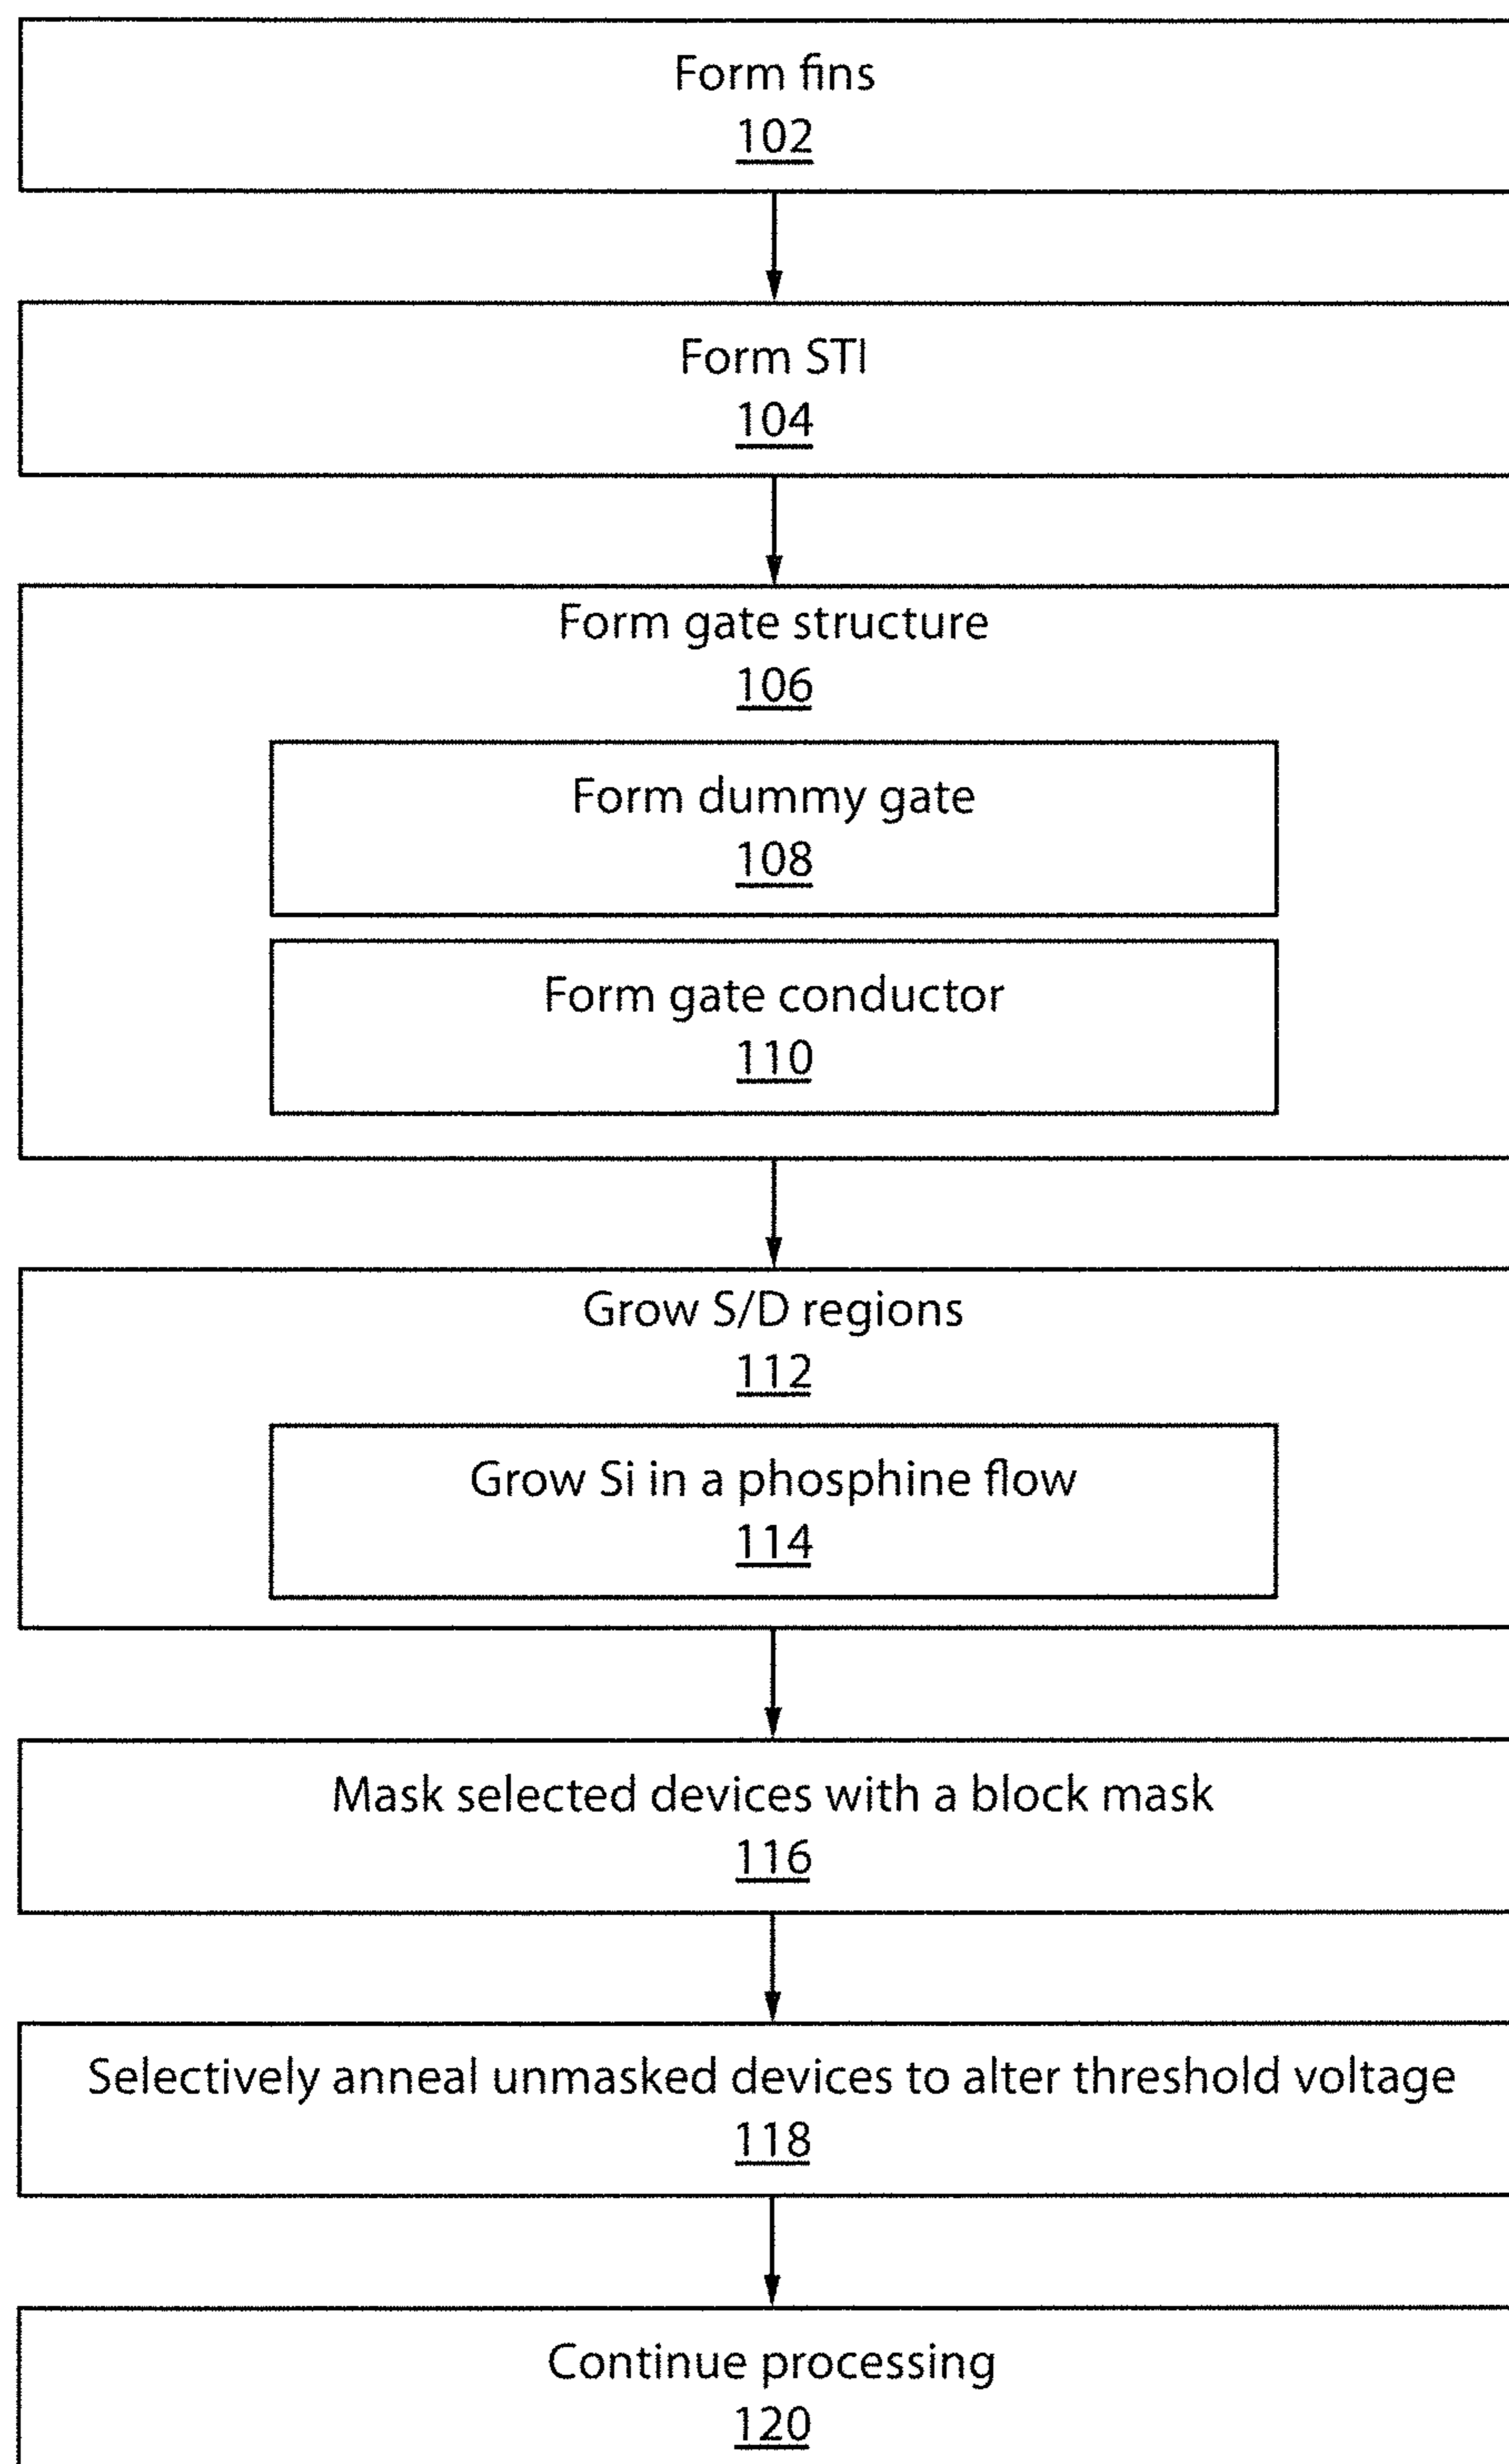 Form fins
102
Form STI
104
Form gate structure
106
Form dummy gate
108
Form gate conductor
110
Grow S/D regions
112
Grow Si in a phosphine flow
114
Mask selected devices with a block mask
116
Selectively anneal unmasked devices to alter threshold voltage
118
Continue processing
120